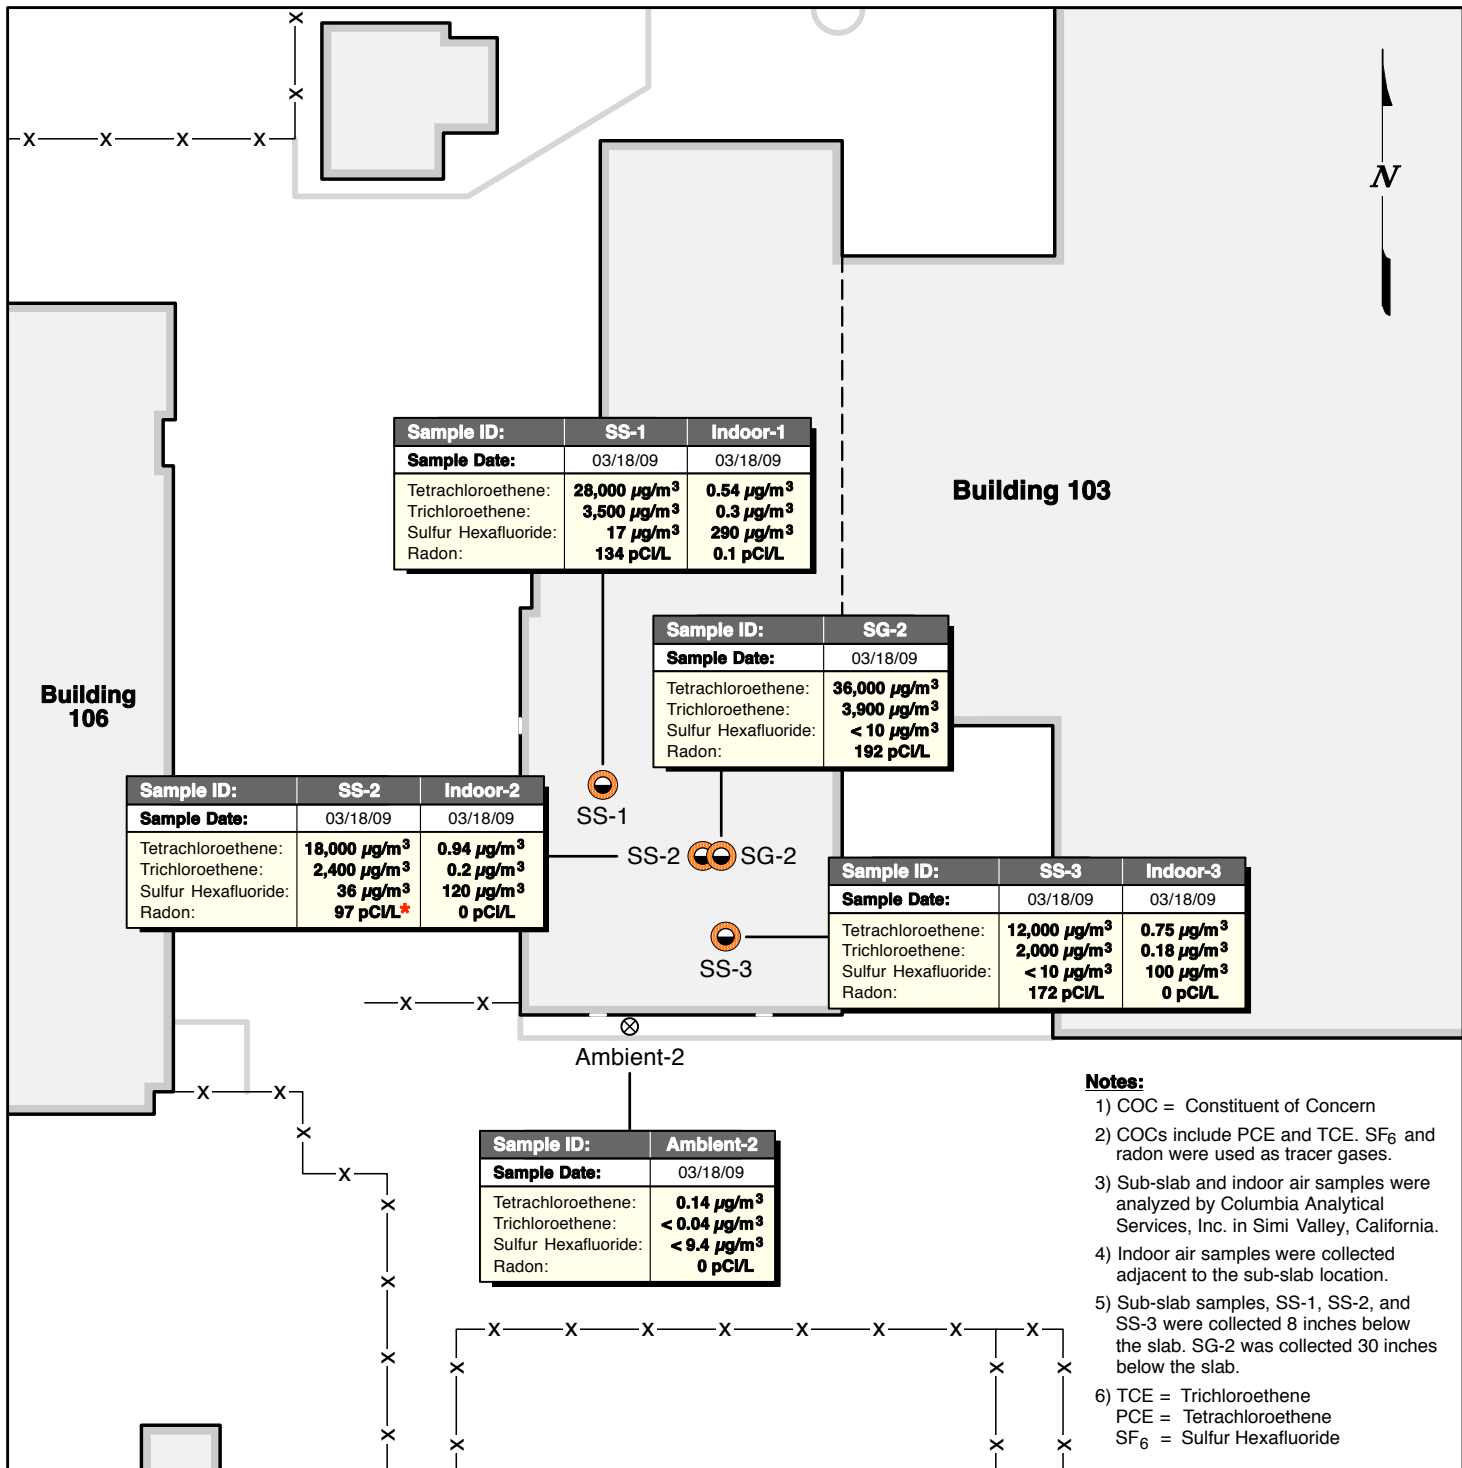 X
X
X X X X
N
Sample ID: SS-1 Indoor-1
Sample Date: 03/18/09 03/18/09
Tetrachloroethene: 28,000 µg/m³ 0.54 µg/m³
Trichloroethene: 3,500 µg/m³ 0.3 µg/m³
Sulfur Hexafluoride: 17 µg/m³ 290 µg/m³
Radon: 134 pCi/L 0.1 pCi/L
Building 103
Sample ID: SG-2
Sample Date: 03/18/09
Tetrachloroethene: 36,000 µg/m³
Trichloroethene: 3,900 µg/m³
Sulfur Hexafluoride: < 10 µg/m³
Radon: 192 pCi/L
Building
106
SS-1
Sample ID: SS-2 Indoor-2
Sample Date: 03/18/09 03/18/09
Tetrachloroethene: 18,000 µg/m³ 0.94 µg/m³
Trichloroethene: 2,400 µg/m³ 0.2 µg/m³
Sulfur Hexafluoride: 36 µg/m³ 120 µg/m³
Radon: 97 pCi/L* 0 pCi/L
SS-2 SG-2
Sample ID: SS-3 Indoor-3
Sample Date: 03/18/09 03/18/09
Tetrachloroethene: 12,000 µg/m³ 0.75 µg/m³
Trichloroethene: 2,000 µg/m³ 0.18 µg/m³
Sulfur Hexafluoride: < 10 µg/m³ 100 µg/m³
Radon: 172 pCi/L 0 pCi/L
SS-3
X X
Ambient-2
X X
X
X
X
X
X
Sample ID: Ambient-2
Sample Date: 03/18/09
Tetrachloroethene: 0.14 µg/m³
Trichloroethene: < 0.04 µg/m³
Sulfur Hexafluoride: < 9.4 µg/m³
Radon: 0 pCi/L
X X X X X X X X
X X X
X X X
Notes:
1) COC = Constituent of Concern
2) COCs include PCE and TCE. SF₆ and
radon were used as tracer gases.
3) Sub-slab and indoor air samples were
analyzed by Columbia Analytical
Services, Inc. in Simi Valley, California.
4) Indoor air samples were collected
adjacent to the sub-slab location.
5) Sub-slab samples, SS-1, SS-2, and
SS-3 were collected 8 inches below
the slab. SG-2 was collected 30 inches
below the slab.
6) TCE = Trichloroethene
PCE = Tetrachloroethene
SF₆ = Sulfur Hexafluoride